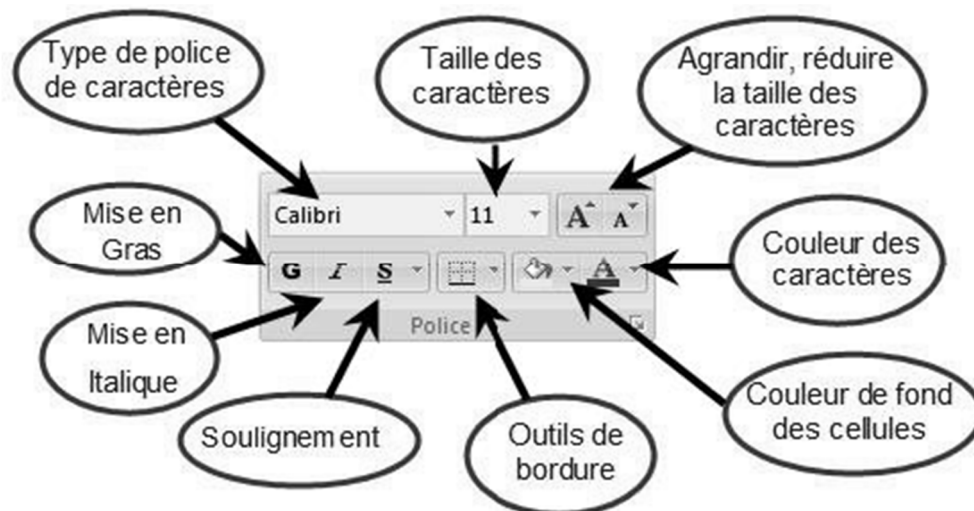 Type de police
de caractères
Taille des
caractères
Agrandir, réduire
la taille des
caractères
Mise en
Gras
Calibri
11
A A
Couleur des
caractères
G I S
A
Police
Mise en
Italique
Soulignement
Outils de
bordure
Couleur de fond
des cellules